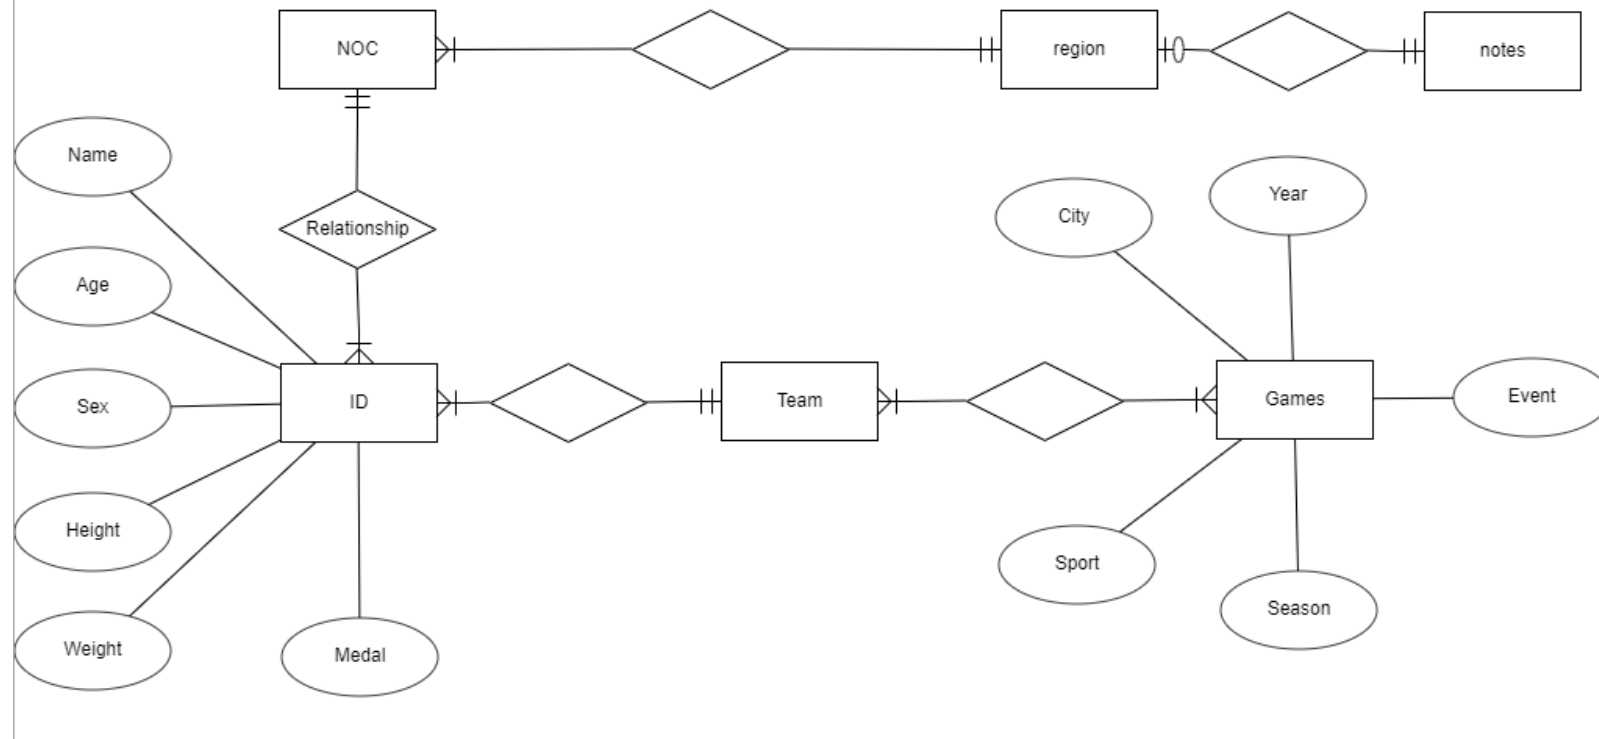 NOC
region
notes
Name
Relationship
City
Year
Age
Sex
ID
Team
Games
Event
Height
Sport
Season
Weight
Medal